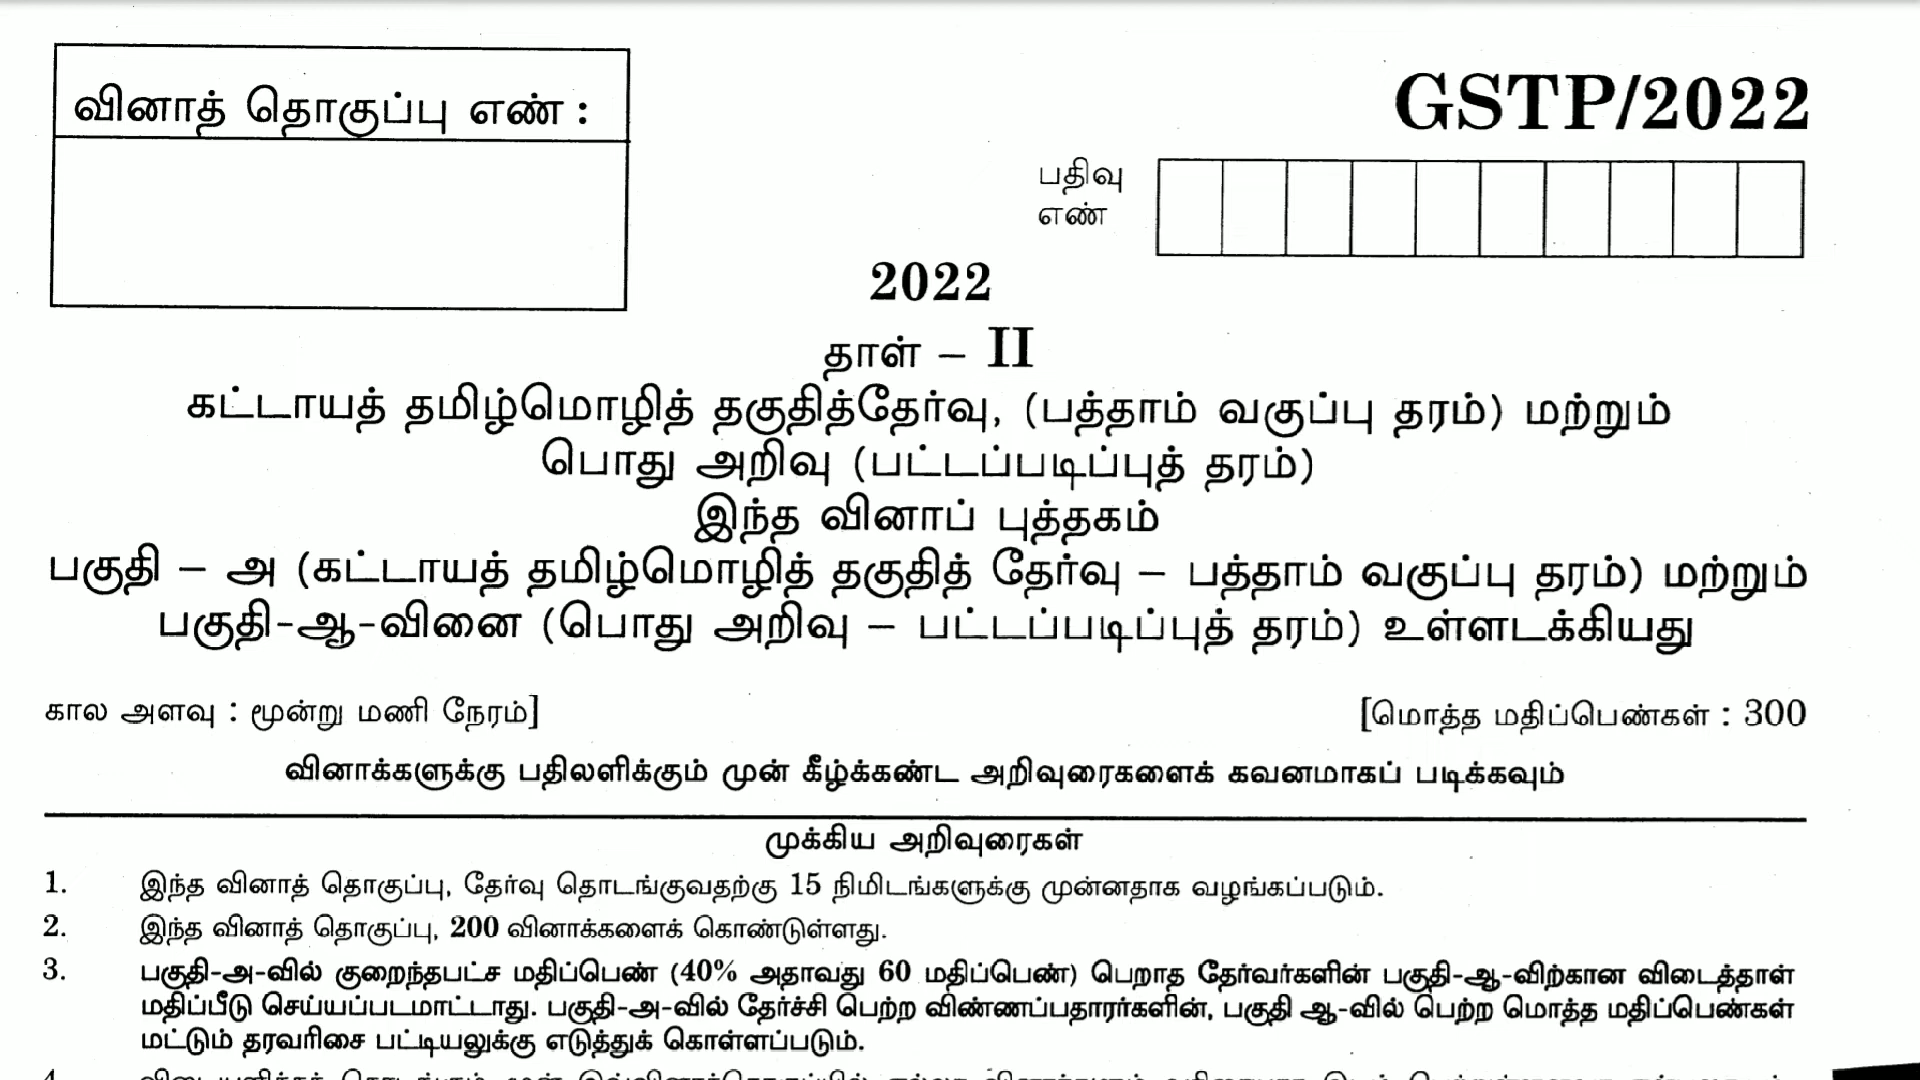 வினாத் தொகுப்பு எண் :
GSTP/2022
பதிவு
எண்
2022
தாள் – II
கட்டாயத் தமிழ்மொழித் தகுதித்தேர்வு, (பத்தாம் வகுப்பு தரம்) மற்றும்
பொது அறிவு (பட்டப்படிப்புத் தரம்)
இந்த வினாப் புத்தகம்
பகுதி – அ (கட்டாயத் தமிழ்மொழித் தகுதித் தேர்வு – பத்தாம் வகுப்பு தரம்) மற்றும்
பகுதி-ஆ-வினை (பொது அறிவு – பட்டப்படிப்புத் தரம்) உள்ளடக்கியது
கால அளவு : மூன்று மணி நேரம்]
[மொத்த மதிப்பெண்கள் : 300
வினாக்களுக்கு பதிலளிக்கும் முன் கீழ்க்கண்ட அறிவுரைகளைக் கவனமாகப் படிக்கவும்
முக்கிய அறிவுரைகள்
1. இந்த வினாத் தொகுப்பு, தேர்வு தொடங்குவதற்கு 15 நிமிடங்களுக்கு முன்னதாக வழங்கப்படும்.
2. இந்த வினாத் தொகுப்பு, 200 வினாக்களைக் கொண்டுள்ளது.
3. பகுதி-அ-வில் குறைந்தபட்ச மதிப்பெண் (40% அதாவது 60 மதிப்பெண்) பெறாத தேர்வர்களின் பகுதி-ஆ-விற்கான விடைத்தாள்
மதிப்பீடு செய்யப்படமாட்டாது. பகுதி-அ-வில் தேர்ச்சி பெற்ற விண்ணப்பதாரர்களின், பகுதி ஆ-வில் பெற்ற மொத்த மதிப்பெண்கள்
மட்டும் தரவரிசை பட்டியலுக்கு எடுத்துக் கொள்ளப்படும்.